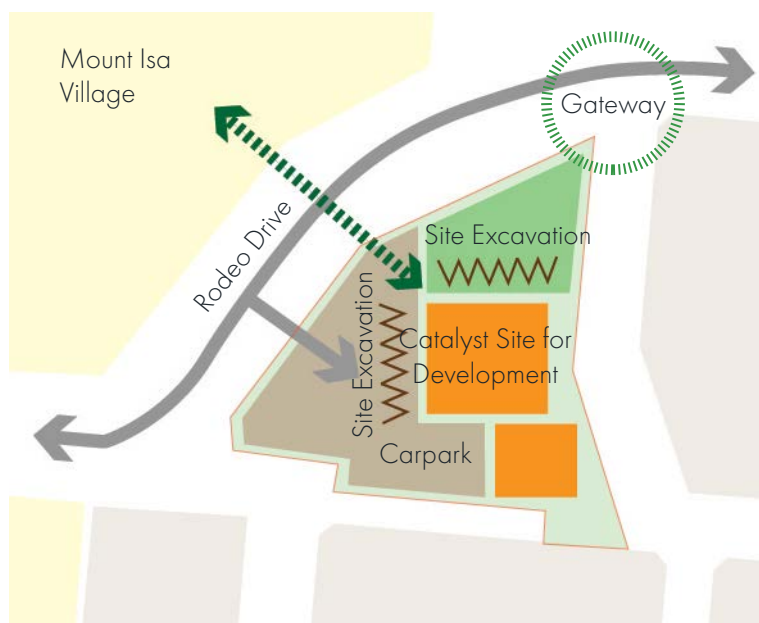 Mount Isa
Village
Gateway
Rodeo Drive
Site Excavation
Site Excavation
Catalyst Site for
Development
Carpark